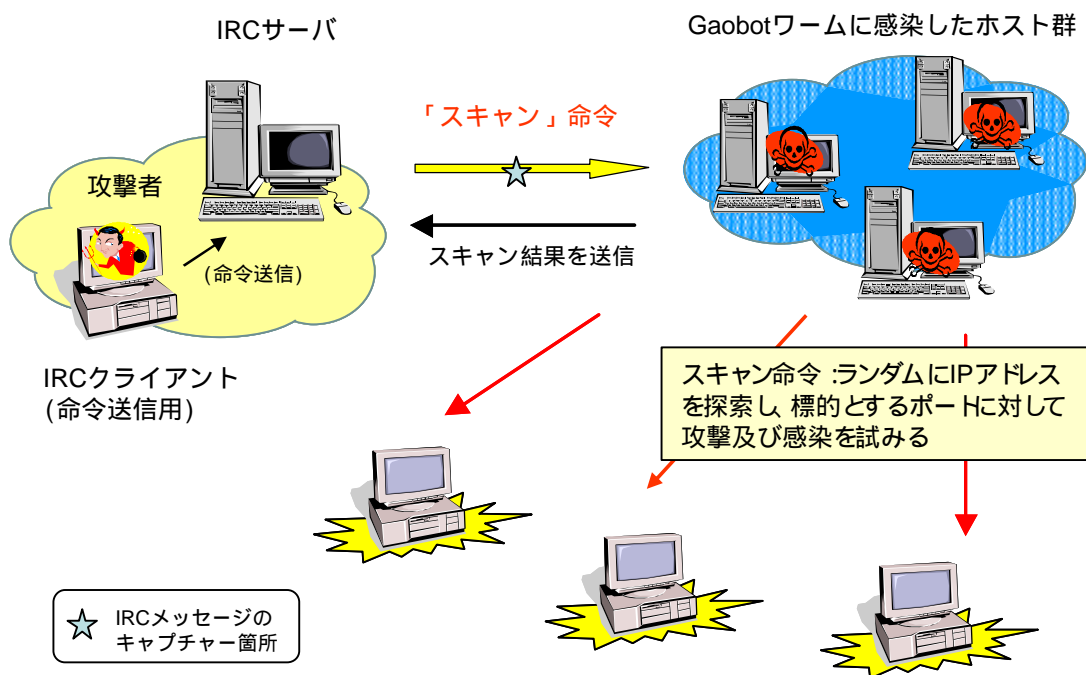 IRCサーバ
Gaobotワームに感染したホスト群
「スキャン」命令
攻撃者
(命令送信)
スキャン結果を送信
IRCクライアント
(命令送信用)
スキャン命令:ランダムにIPアドレス
を探索し、標的とするポートに対して
攻撃及び感染を試みる
IRCメッセージの
キャプチャー箇所